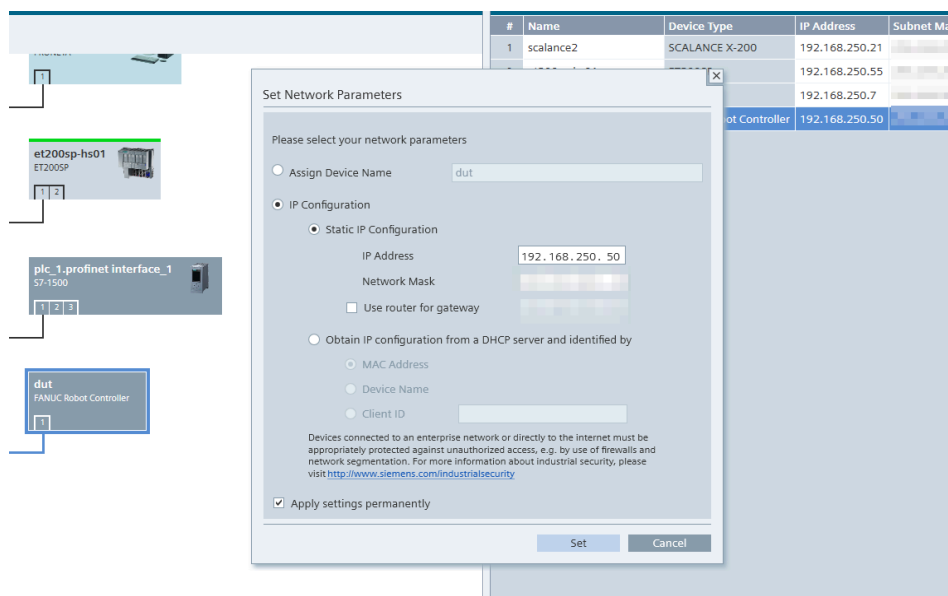 1
et200sp-hs01
ET200SP
1 2
plc_1.profinet interface_1
S7-1500
1 2 3
dut
FANUC Robot Controller
1
# Name Device Type IP Address Subnet Ma
1 scalance2 SCALANCE X-200 192.168.250.21
192.168.250.55
192.168.250.7
ot Controller 192.168.250.50
Set Network Parameters
Please select your network parameters
Assign Device Name dut
IP Configuration
Static IP Configuration
IP Address 192.168.250. 50
Network Mask
Use router for gateway
Obtain IP configuration from a DHCP server and identified by
MAC Address
Device Name
Client ID
Devices connected to an enterprise network or directly to the internet must be
appropriately protected against unauthorized access, e.g. by use of firewalls and
network segmentation. For more information about industrial security, please
visit http://www.siemens.com/industrialsecurity
Apply settings permanently
Set Cancel